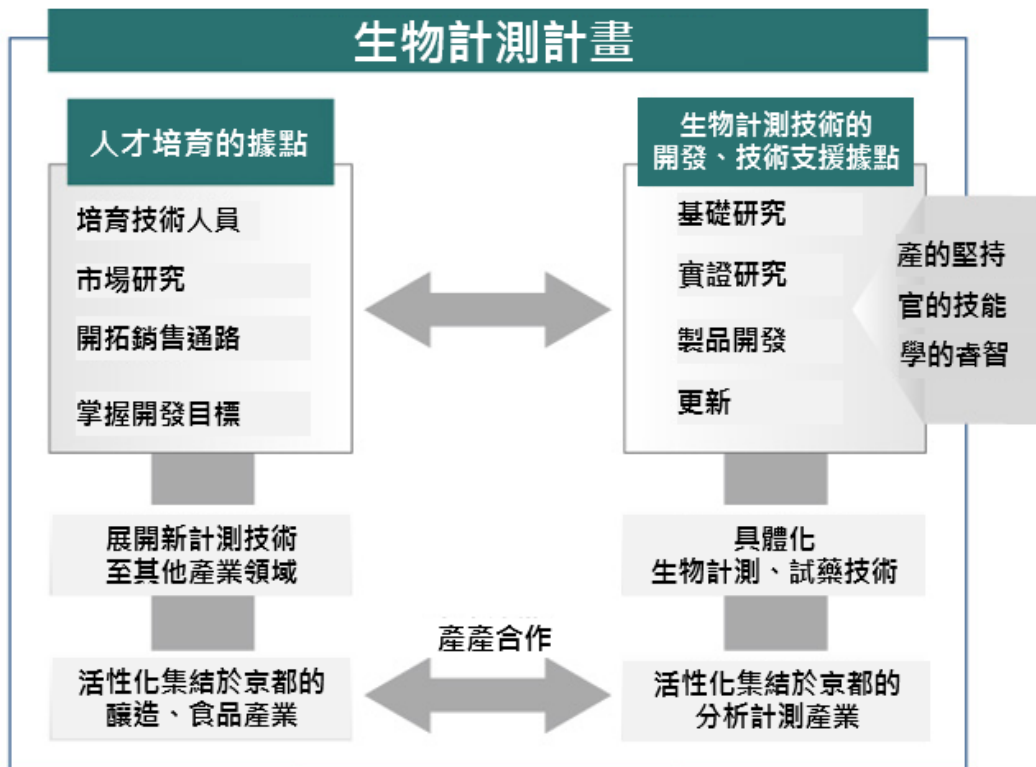 生物計測計畫
人才培育的據點
培育技術人員
市場研究
開拓銷售通路
掌握開發目標
生物計測技術的
開發、技術支援據點
基礎研究
實證研究
製品開發
更新
產的堅持
官的技能
學的睿智
展開新計測技術
至其他產業領域
具體化
生物計測、試藥技術
產產合作
活性化集結於京都的
釀造、食品產業
活性化集結於京都的
分析計測產業